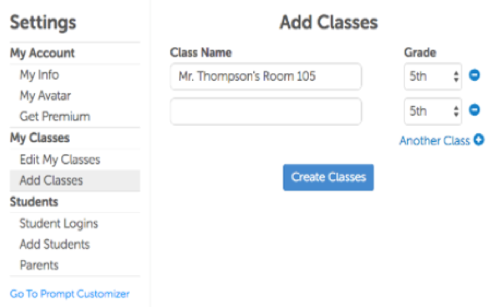 Settings
My Account
My Info
My Avatar
Get Premium
My Classes
Edit My Classes
Add Classes
Students
Student Logins
Add Students
Parents
Go To Prompt Customizer
Add Classes
Class Name Grade
Mr. Thompson's Room 105 5th
5th
Another Class
Create Classes